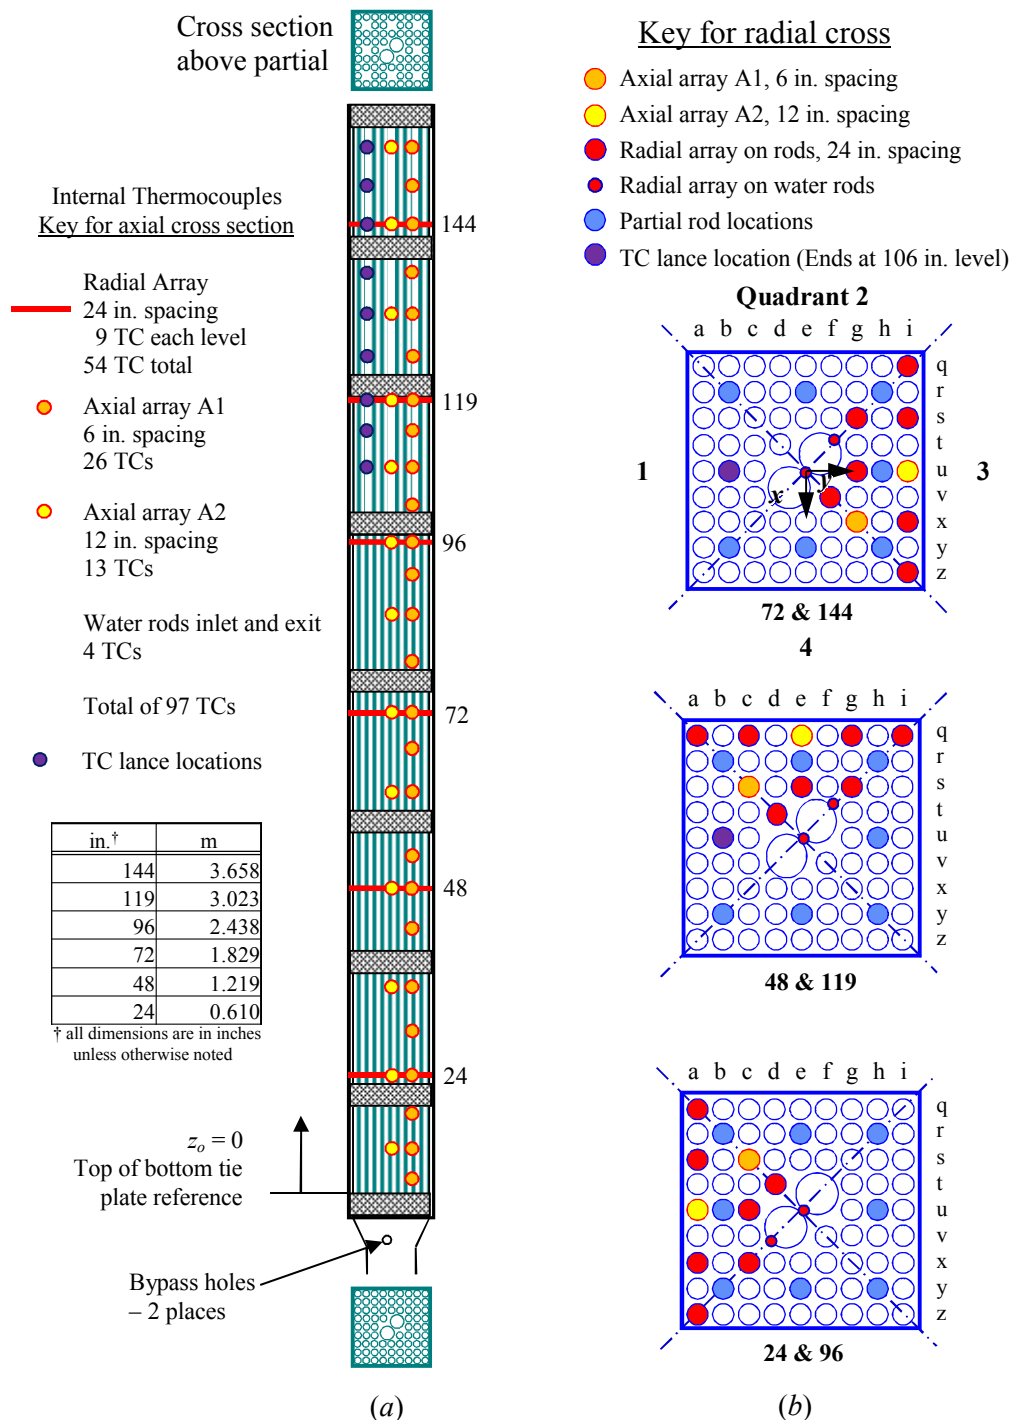 Cross section
above partial
Internal Thermocouples
Key for axial cross section
Radial Array
24 in. spacing
9 TC each level
54 TC total
Axial array A1
6 in. spacing
26 TCs
Axial array A2
12 in. spacing
13 TCs
Water rods inlet and exit
4 TCs
Total of 97 TCs
TC lance locations
in.† m
144 3.658
119 3.023
96 2.438
72 1.829
48 1.219
24 0.610
† all dimensions are in inches
unless otherwise noted
zo = 0
Top of bottom tie
plate reference
Bypass holes
– 2 places
144
119
96
72
48
24
(a)
Key for radial cross
Axial array A1, 6 in. spacing
Axial array A2, 12 in. spacing
Radial array on rods, 24 in. spacing
Radial array on water rods
Partial rod locations
TC lance location (Ends at 106 in. level)
Quadrant 2
a b c d e f g h i
q
r
s
t
u
v
x
y
z
1
3
x
y
72 & 144
4
a b c d e f g h i
q
r
s
t
u
v
x
y
z
48 & 119
a b c d e f g h i
q
r
s
t
u
v
x
y
z
24 & 96
(b)